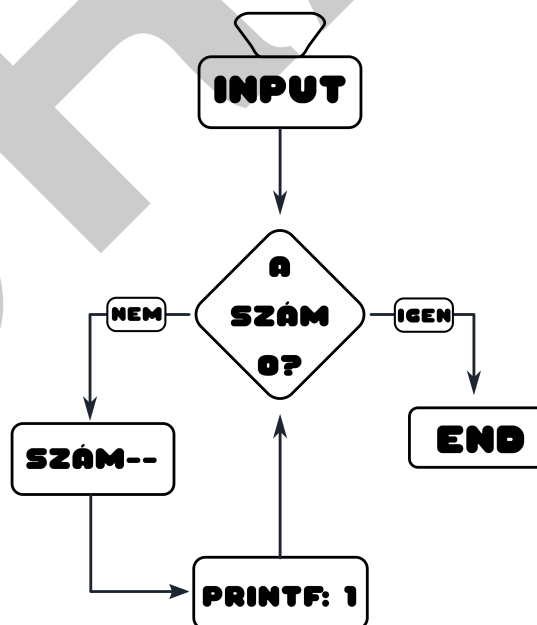 INPUT
A
SZÁM
0?
NEM
IGEN
SZÁM--
END
PRINTF: 1